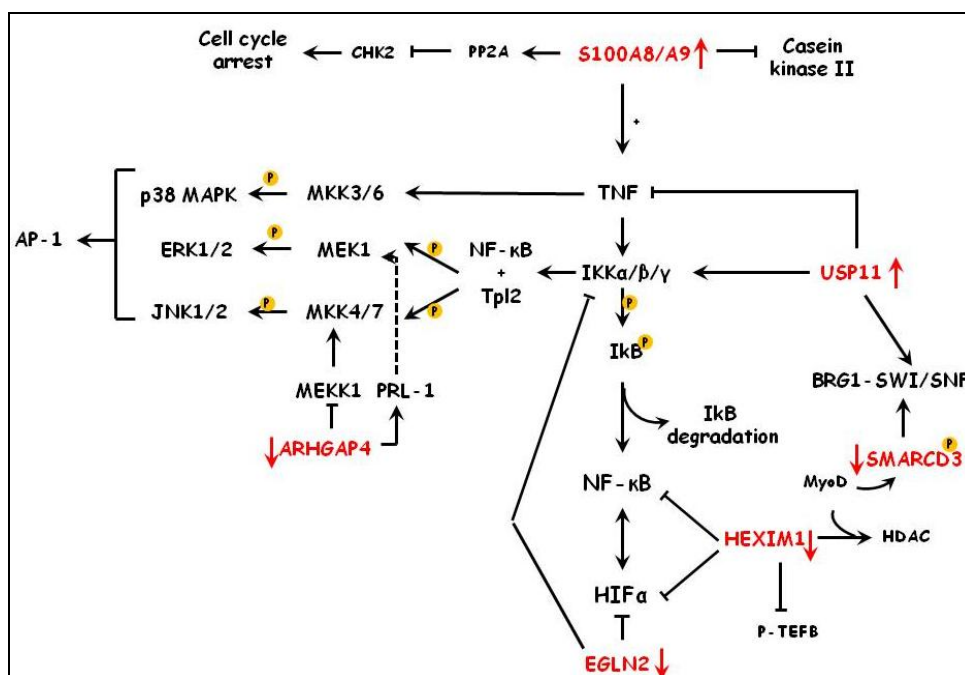 Cell cycle
arrest
CHK2
PP2A
S100A8/A9
Casein
kinase II
+
p38 MAPK
P
MKK3/6
TNF
AP-1
ERK1/2
P
MEK1
P
NF-κB
+
Tpl2
IKKα/β/γ
USP11
JNK1/2
P
MKK4/7
P
P
IkB
P
BRG1-SWI/SNF
MEKK1
PRL-1
IkB
degradation
ARHGAP4
SMARCD3
P
MyoD
NF-κB
HEXIM1
HDAC
HIFα
P-TEFB
EGLN2